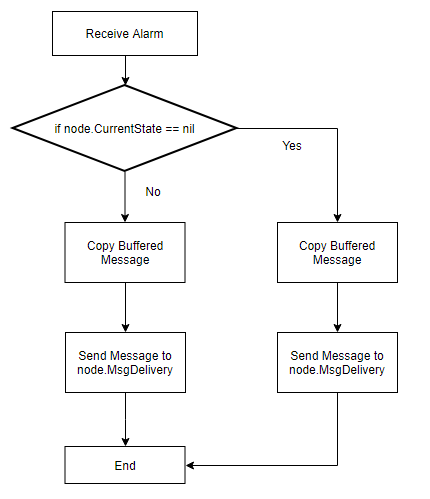 Receive Alarm
if node.CurrentState == nil
Yes
No
Copy Buffered
Message
Copy Buffered
Message
Send Message to
node.MsgDelivery
Send Message to
node.MsgDelivery
End